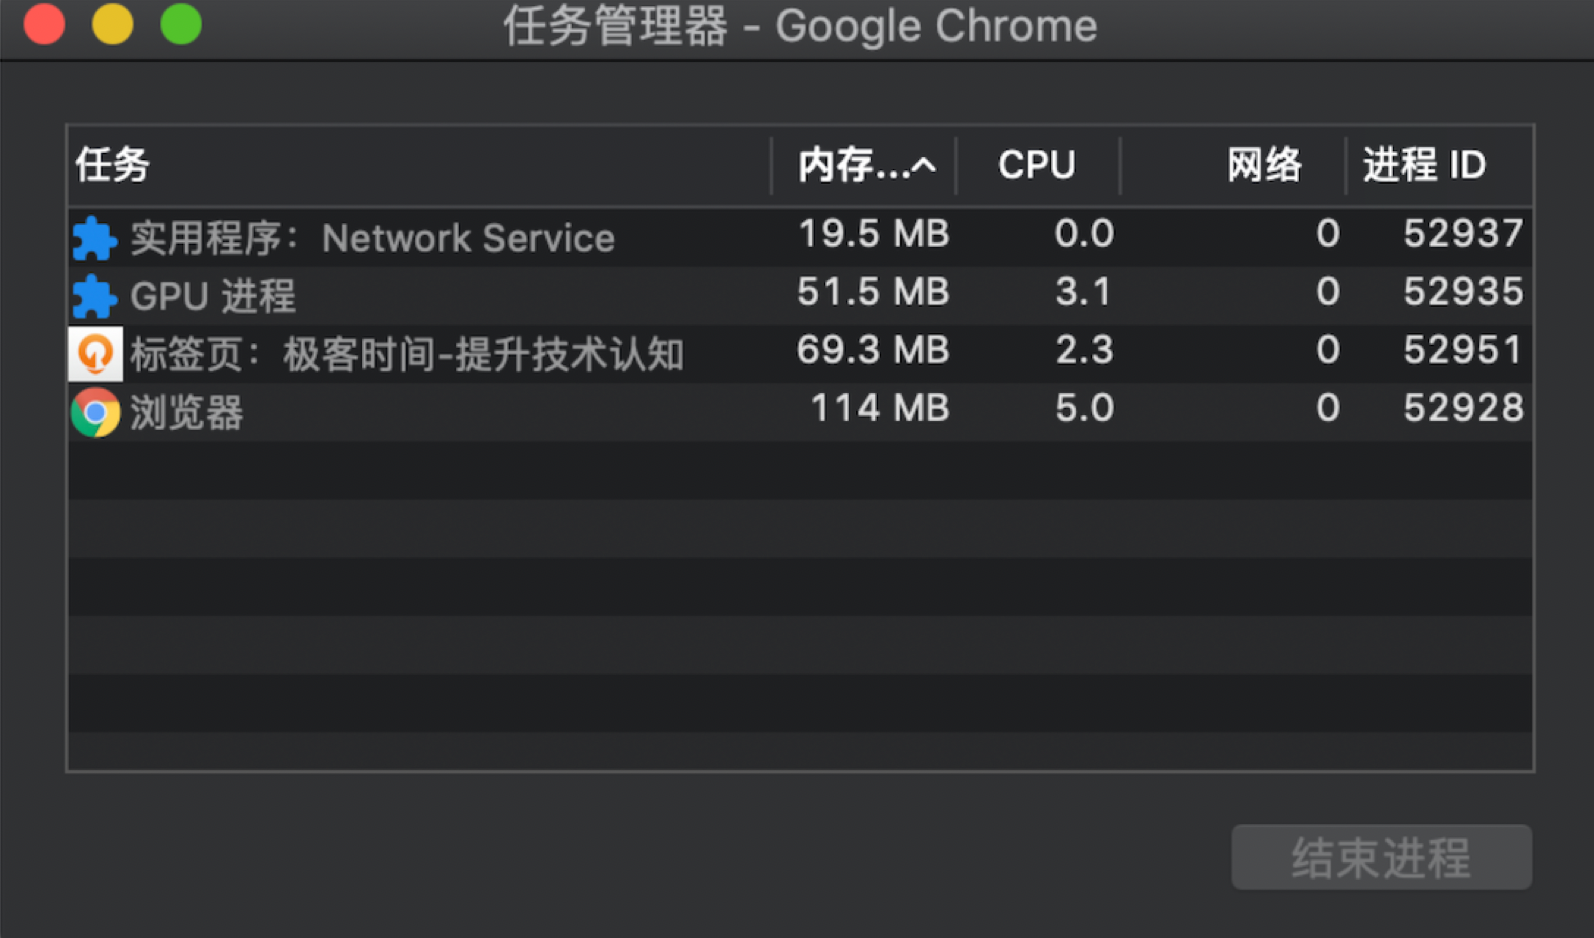 任务管理器 - Google Chrome
任务 内存... CPU 网络 进程 ID
实用程序：Network Service 19.5 MB 0.0 0 52937
GPU 进程 51.5 MB 3.1 0 52935
标签页：极客时间-提升技术认知 69.3 MB 2.3 0 52951
浏览器 114 MB 5.0 0 52928
结束进程